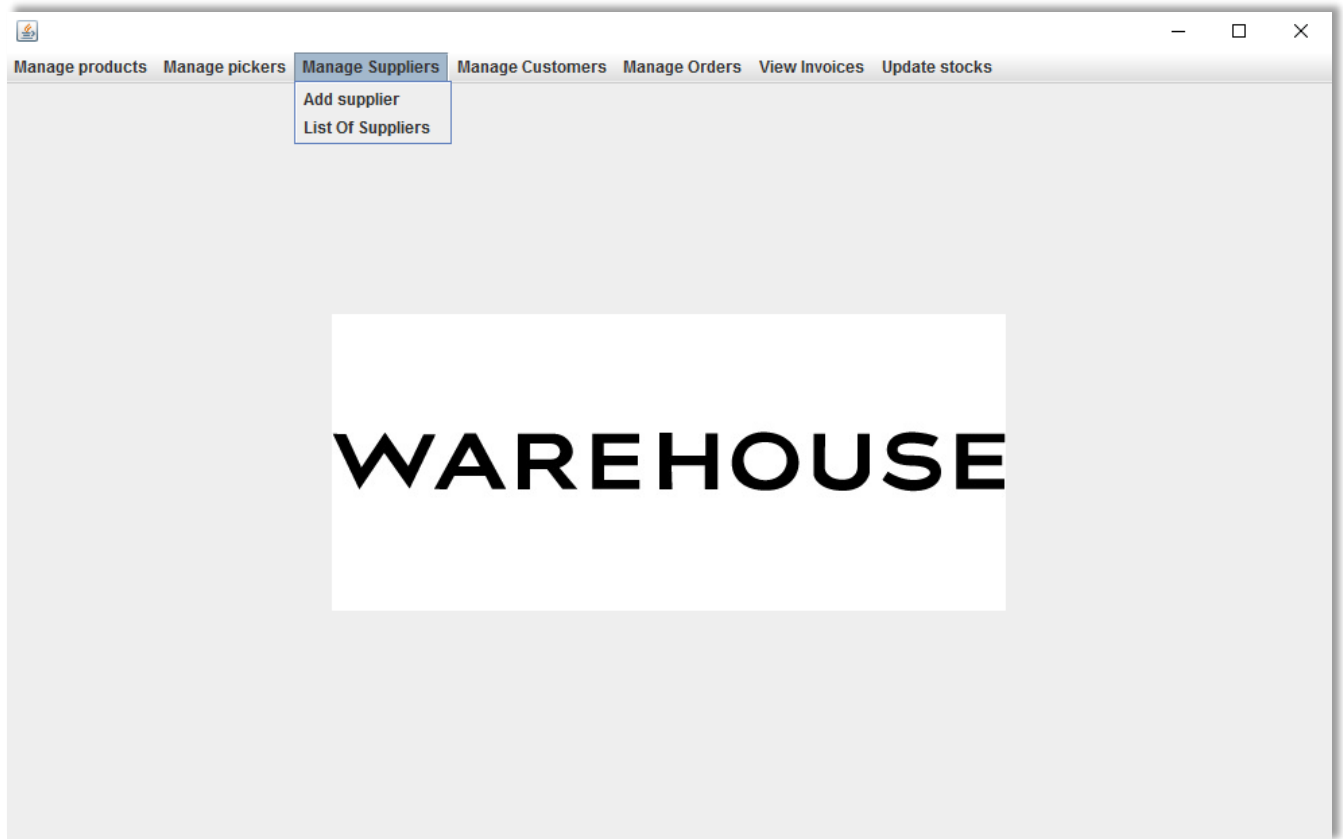 Manage products Manage pickers Manage Suppliers Manage Customers Manage Orders View Invoices Update stocks
Add supplier
List Of Suppliers
WAREHOUSE